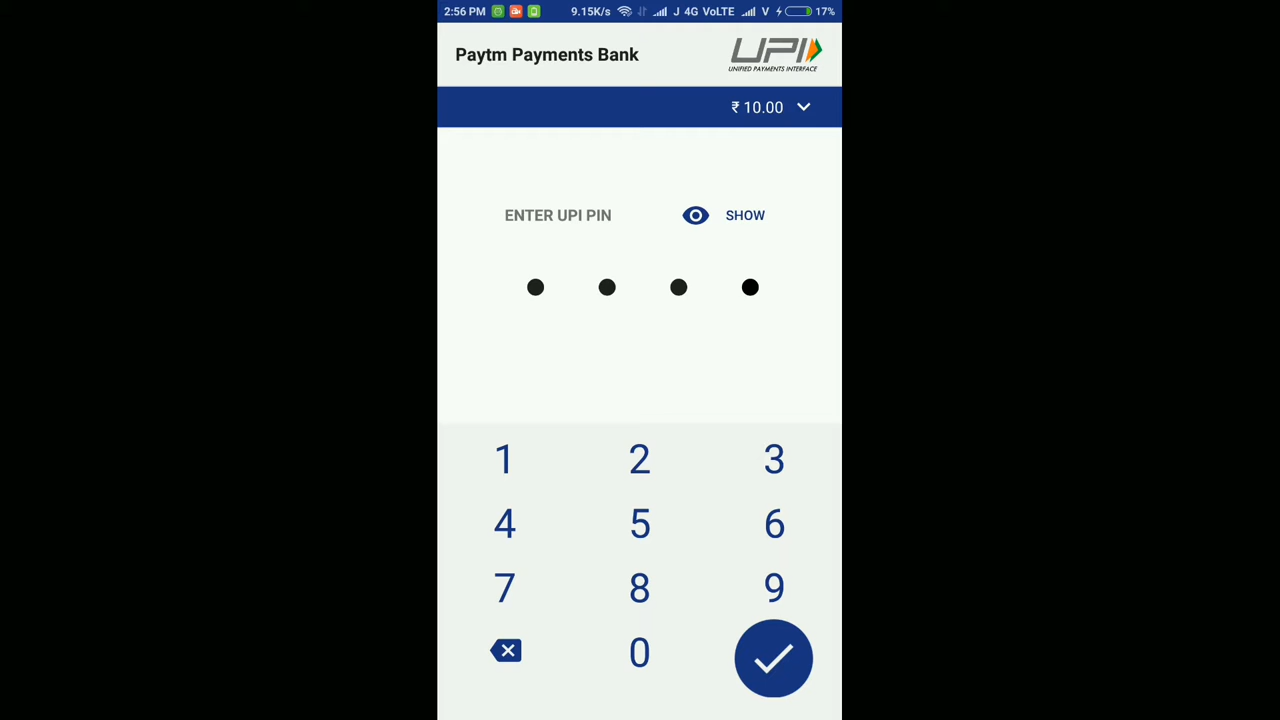 2:56 PM 9.15K/s J 4G VoLTE V 17%
Paytm Payments Bank
UPI
UNIFIED PAYMENTS INTERFACE
₹ 10.00
ENTER UPI PIN SHOW
1 2 3
4 5 6
7 8 9
0